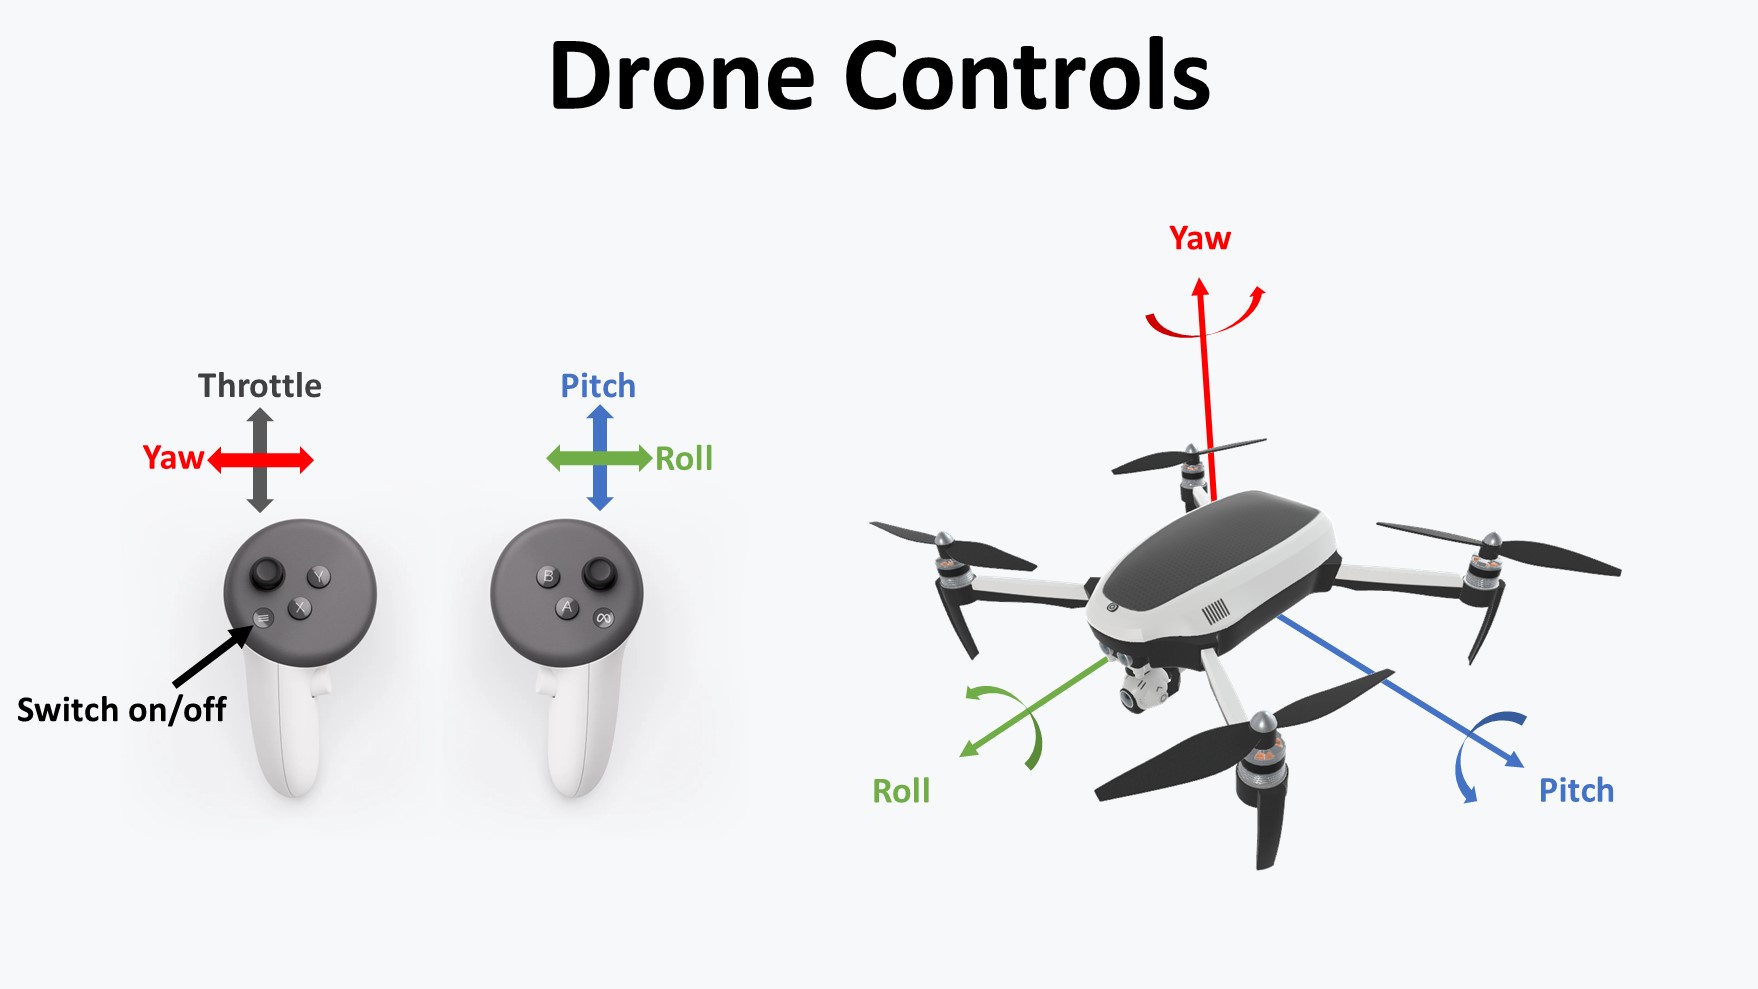 Drone Controls
Throttle
Yaw
Pitch
Roll
Y
X
B
A
Switch on/off
Yaw
Roll
Pitch